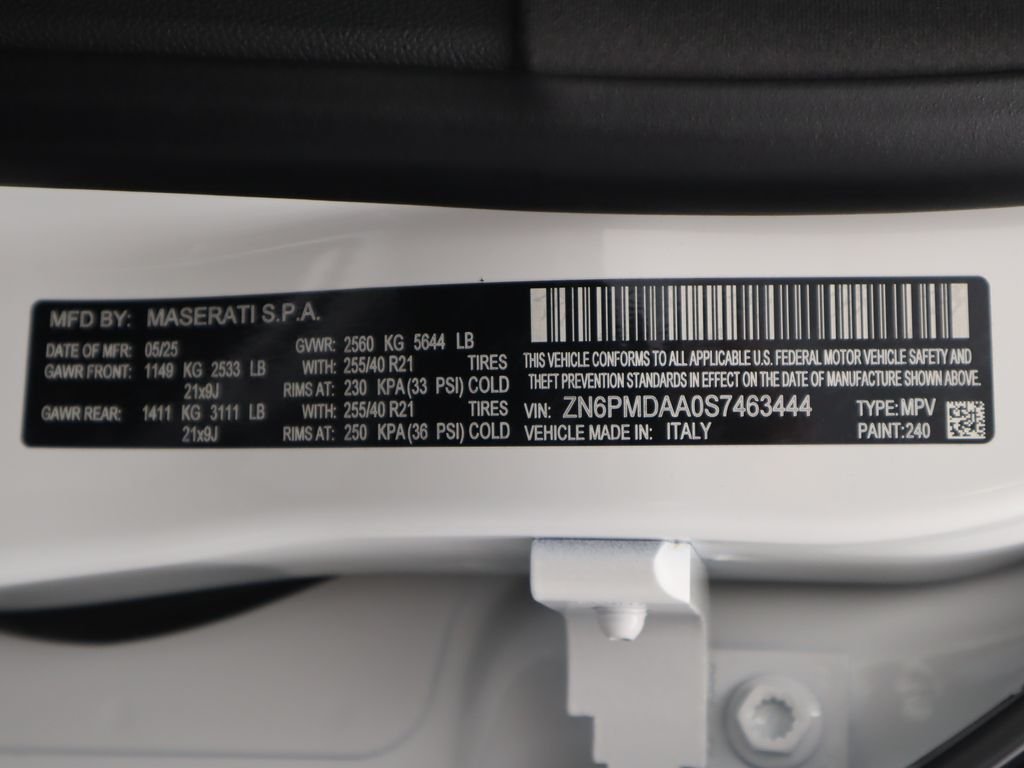 MFD BY: MASERATI S.P.A.
DATE OF MFR: 05/25 GVWR: 2560 KG 5644 LB
GAWR FRONT: 1149 KG 2533 LB WITH: 255/40 R21 TIRES
21x9J RIMS AT: 230 KPA(33 PSI) COLD
GAWR REAR: 1411 KG 3111 LB WITH: 255/40 R21 TIRES
21x9J RIMS AT: 250 KPA(36 PSI) COLD
THIS VEHICLE CONFORMS TO ALL APPLICABLE U.S. FEDERAL MOTOR VEHICLE SAFETY AND
THEFT PREVENTION STANDARDS IN EFFECT ON THE DATE OF MANUFACTURE SHOWN ABOVE.
VIN: ZN6PMDAA0S7463444 TYPE: MPV
VEHICLE MADE IN: ITALY PAINT:240